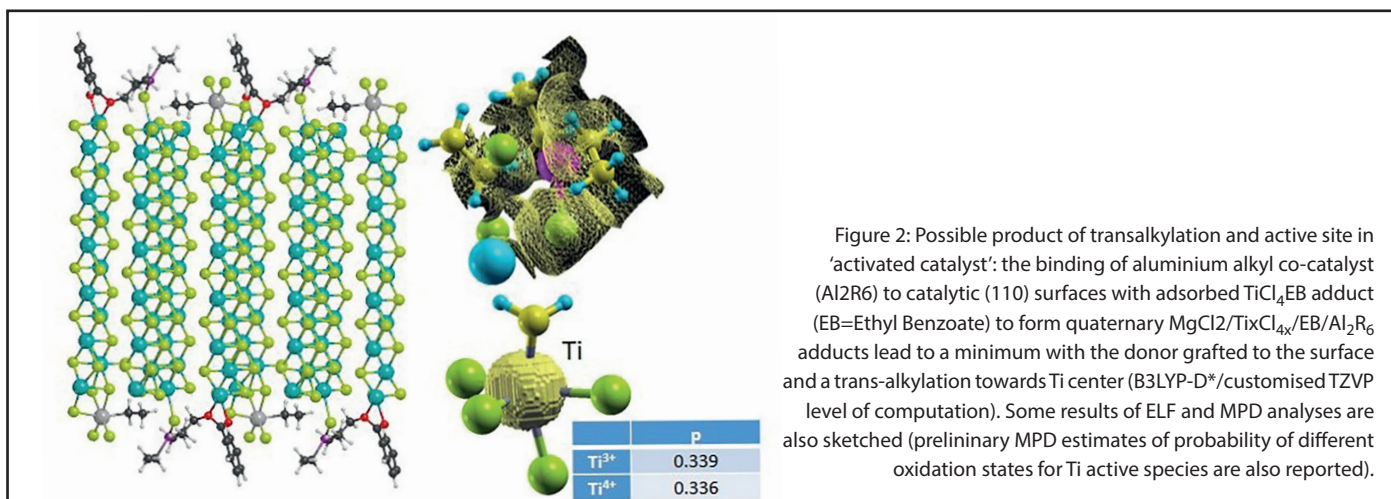 Ti
p
Ti³⁺ 0.339
Ti⁴⁺ 0.336
Figure 2: Possible product of transalkylation and active site in
'activated catalyst': the binding of aluminium alkyl co-catalyst
(Al2R6) to catalytic (110) surfaces with adsorbed TiCl₄EB adduct
(EB=Ethyl Benzoate) to form quaternary MgCl2/TixCl₄ₓ/EB/Al₂R₆
adducts lead to a minimum with the donor grafted to the surface
and a trans-alkylation towards Ti center (B3LYP-D*/customised TZVP
level of computation). Some results of ELF and MPD analyses are
also sketched (prelininary MPD estimates of probability of different
oxidation states for Ti active species are also reported).